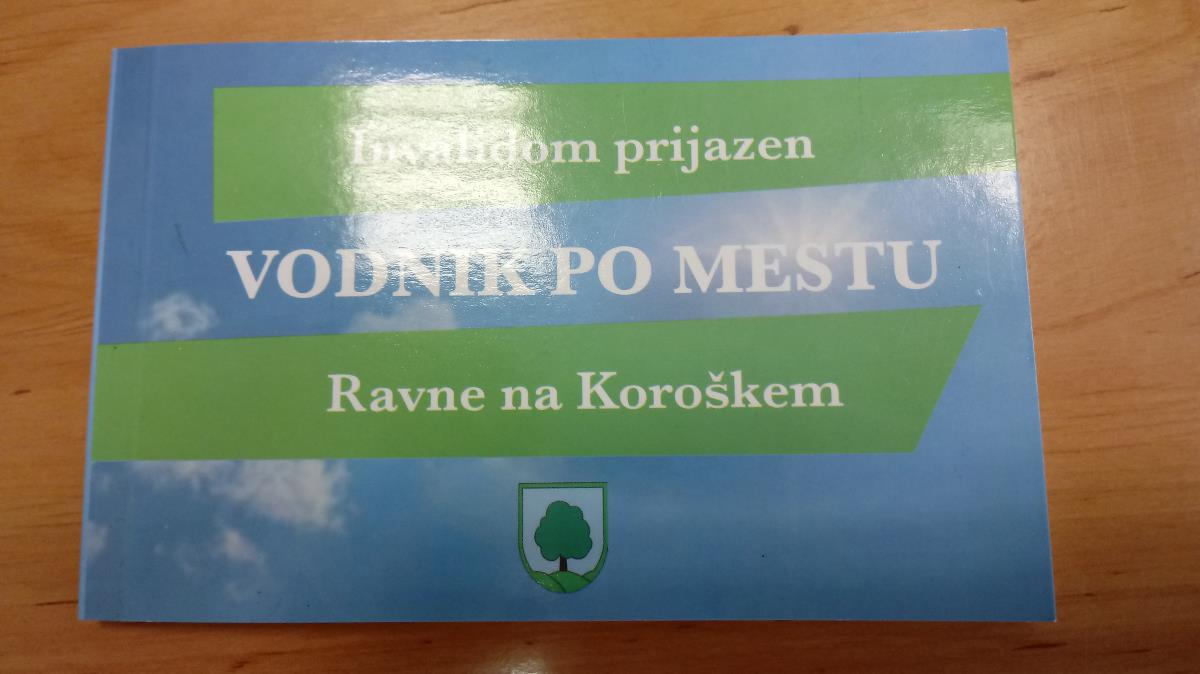 Invalidom prijazen
VODNIK PO MESTU
Ravne na Koroškem